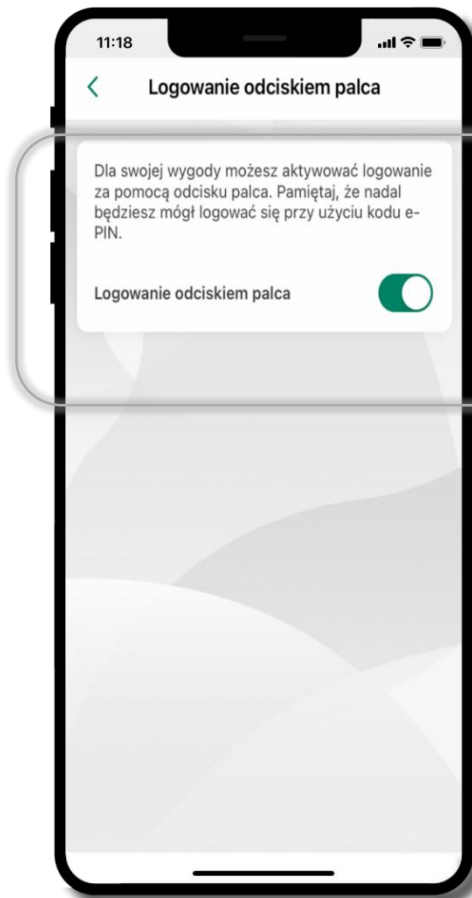 11:18
Logowanie odciskiem palca
Dla swojej wygody możesz aktywować logowanie
za pomocą odcisku palca. Pamiętaj, że nadal
będziesz mógł logować się przy użyciu kodu e-
PIN.
Logowanie odciskiem palca